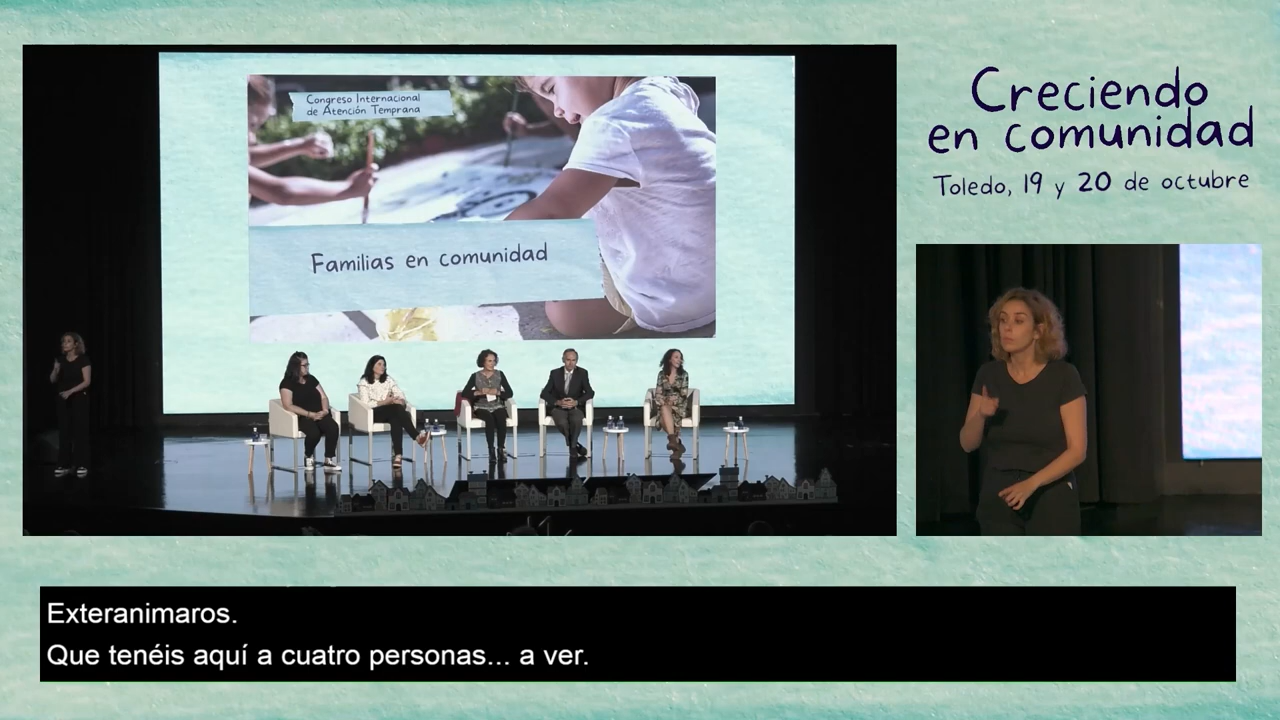 Congreso Internacional
de Atención Temprana
Familias en comunidad
Creciendo
en comunidad
Toledo, 19 y 20 de octubre
Exteranimaros.
Que tenéis aquí a cuatro personas... a ver.